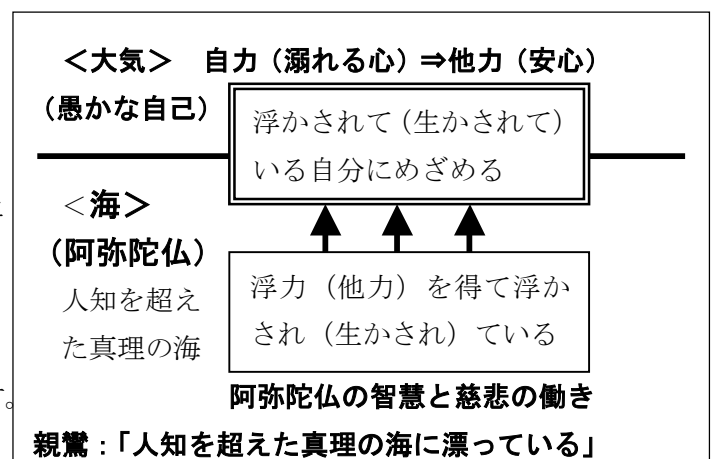 ＜大気＞　自力（溺れる心）⇒他力（安心）
（愚かな自己）
浮かされて（生かされて）
いる自分にめざめる
＜海＞
（阿弥陀仏）
人知を超え
た真理の海
浮力（他力）を得て浮か
され（生かされ）ている
阿弥陀仏の智慧と慈悲の働き
。
親鸞：「人知を超えた真理の海に漂っている」